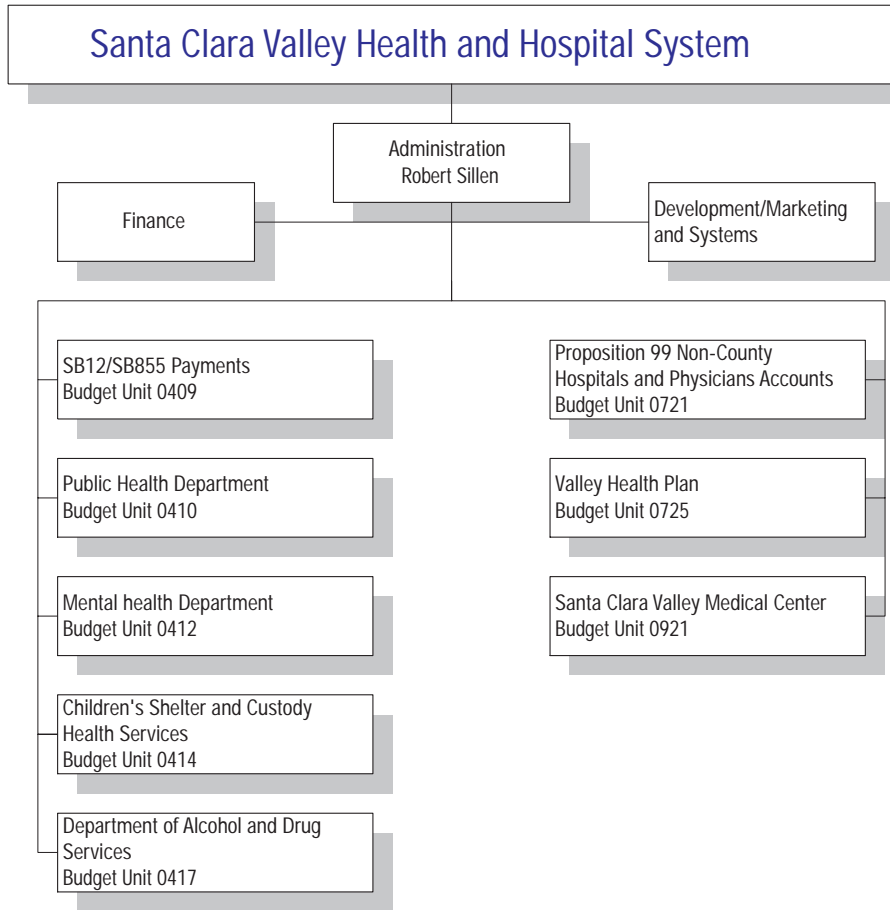 Santa Clara Valley Health and Hospital System
Administration
Robert Sillen
Finance
Development/Marketing
and Systems
SB12/SB855 Payments
Budget Unit 0409
Public Health Department
Budget Unit 0410
Mental health Department
Budget Unit 0412
Children's Shelter and Custody
Health Services
Budget Unit 0414
Department of Alcohol and Drug
Services
Budget Unit 0417
Proposition 99 Non-County
Hospitals and Physicians Accounts
Budget Unit 0721
Valley Health Plan
Budget Unit 0725
Santa Clara Valley Medical Center
Budget Unit 0921